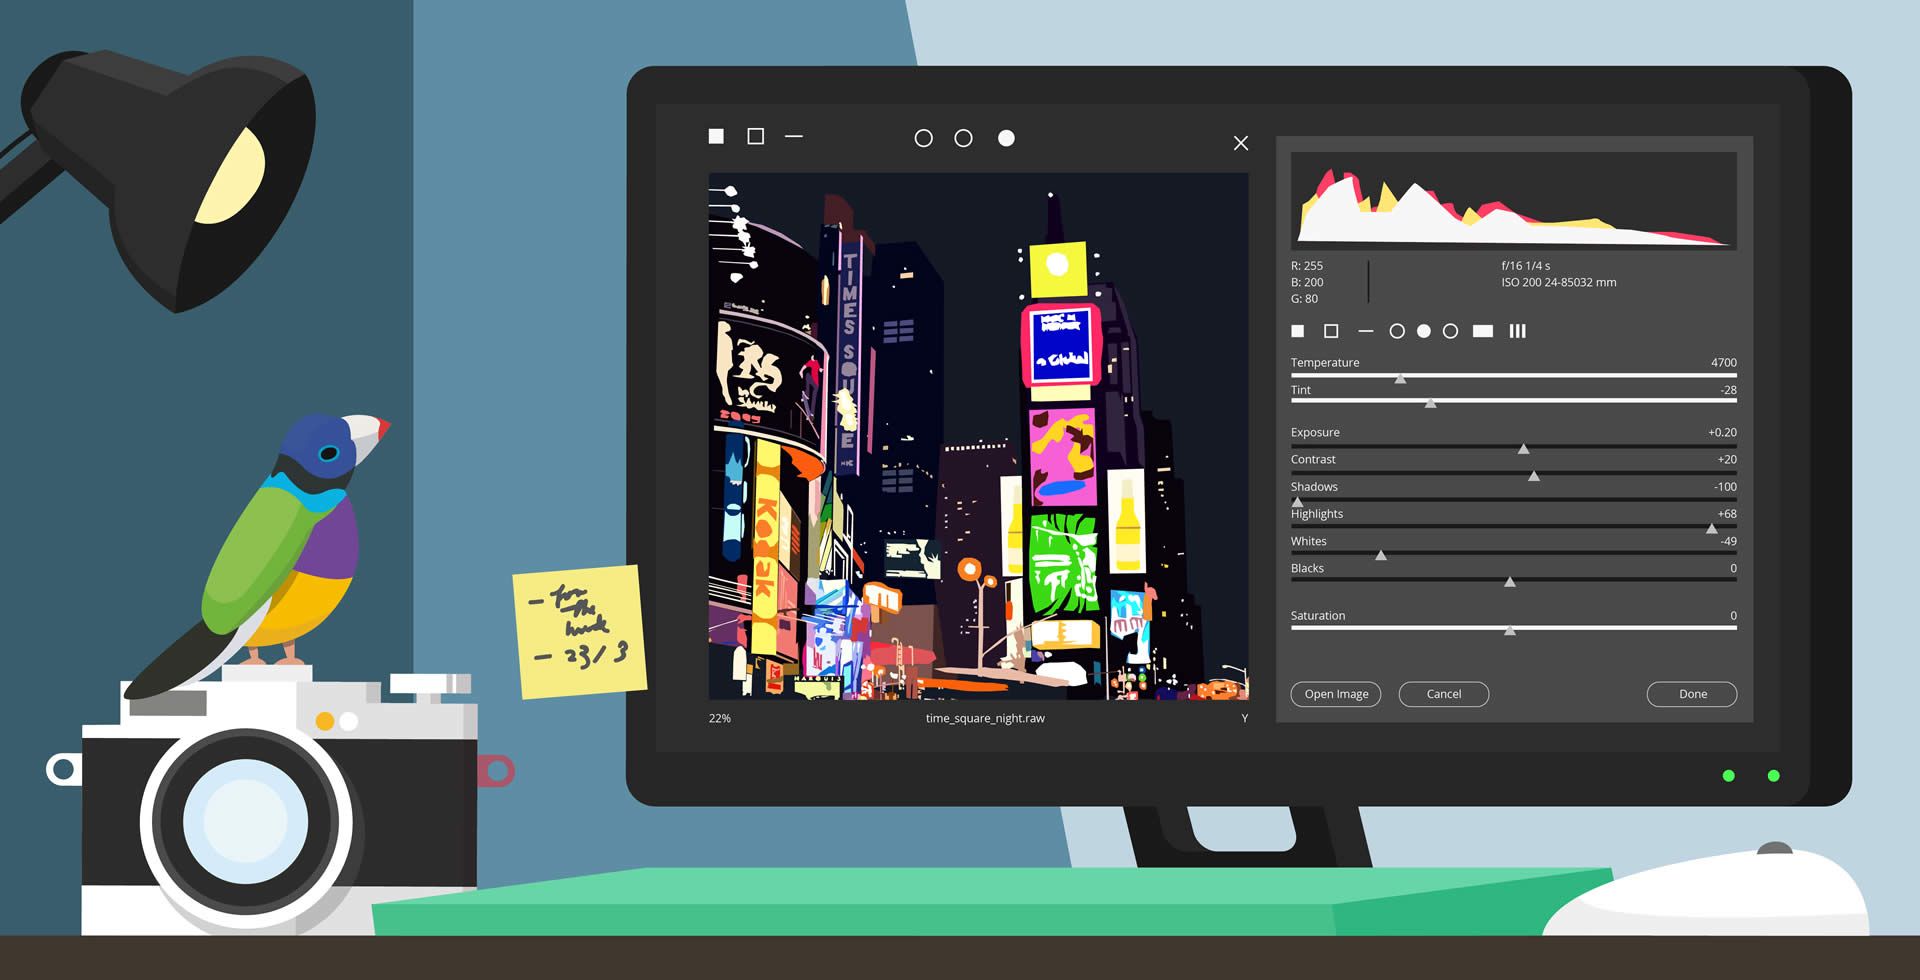 TIMES SQUARE
2007
Kodak
MARQUIS
- for
the
- 23/3
22%
time_square_night.raw
Y
R: 255
B: 200
G: 80
f/16 1/4 s
ISO 200 24-85032 mm
Temperature 4700
Tint -28
Exposure +0.20
Contrast +20
Shadows -100
Highlights +68
Whites -49
Blacks 0
Saturation 0
Open Image
Cancel
Done